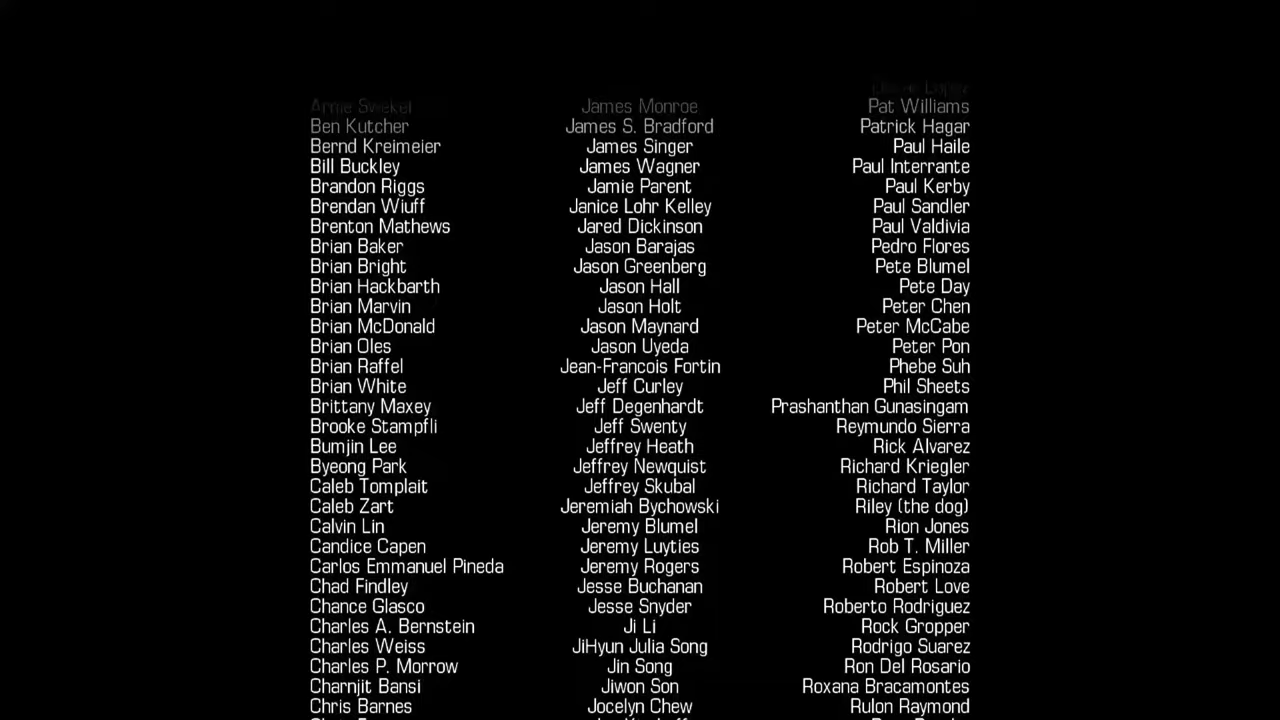 James Monroe
Pat Williams
Ben Kutcher
James S. Bradford
Patrick Hagar
Bernd Kreimeier
James Singer
Paul Haile
Bill Buckley
James Wagner
Paul Interrante
Brandon Riggs
Jamie Parent
Paul Kerby
Brendan Wiuff
Janice Lohr Kelley
Paul Sandler
Brenton Mathews
Jared Dickinson
Paul Valdivia
Brian Baker
Jason Barajas
Pedro Flores
Brian Bright
Jason Greenberg
Pete Blumel
Brian Hackbarth
Jason Hall
Pete Day
Brian Marvin
Jason Holt
Peter Chen
Brian McDonald
Jason Maynard
Peter McCabe
Brian Oles
Jason Uyeda
Peter Pon
Brian Raffel
Jean-Francois Fortin
Phebe Suh
Brian White
Jeff Curley
Phil Sheets
Brittany Maxey
Jeff Degenhardt
Prashanthan Gunasingam
Brooke Stampfli
Jeff Swenty
Reymundo Sierra
Bumjin Lee
Jeffrey Heath
Rick Alvarez
Byeong Park
Jeffrey Newquist
Richard Kriegler
Caleb Tomplait
Jeffrey Skubal
Richard Taylor
Caleb Zart
Jeremiah Bychowski
Riley (the dog)
Calvin Lin
Jeremy Blumel
Rion Jones
Candice Capen
Jeremy Luyties
Rob T. Miller
Carlos Emmanuel Pineda
Jeremy Rogers
Robert Espinoza
Chad Findley
Jesse Buchanan
Robert Love
Chance Glasco
Jesse Snyder
Roberto Rodriguez
Charles A. Bernstein
Ji Li
Rock Gropper
Charles Weiss
JiHyun Julia Song
Rodrigo Suarez
Charles P. Morrow
Jin Song
Ron Del Rosario
Charnjit Bansi
Jiwon Son
Roxana Bracamontes
Chris Barnes
Jocelyn Chew
Rulon Raymond